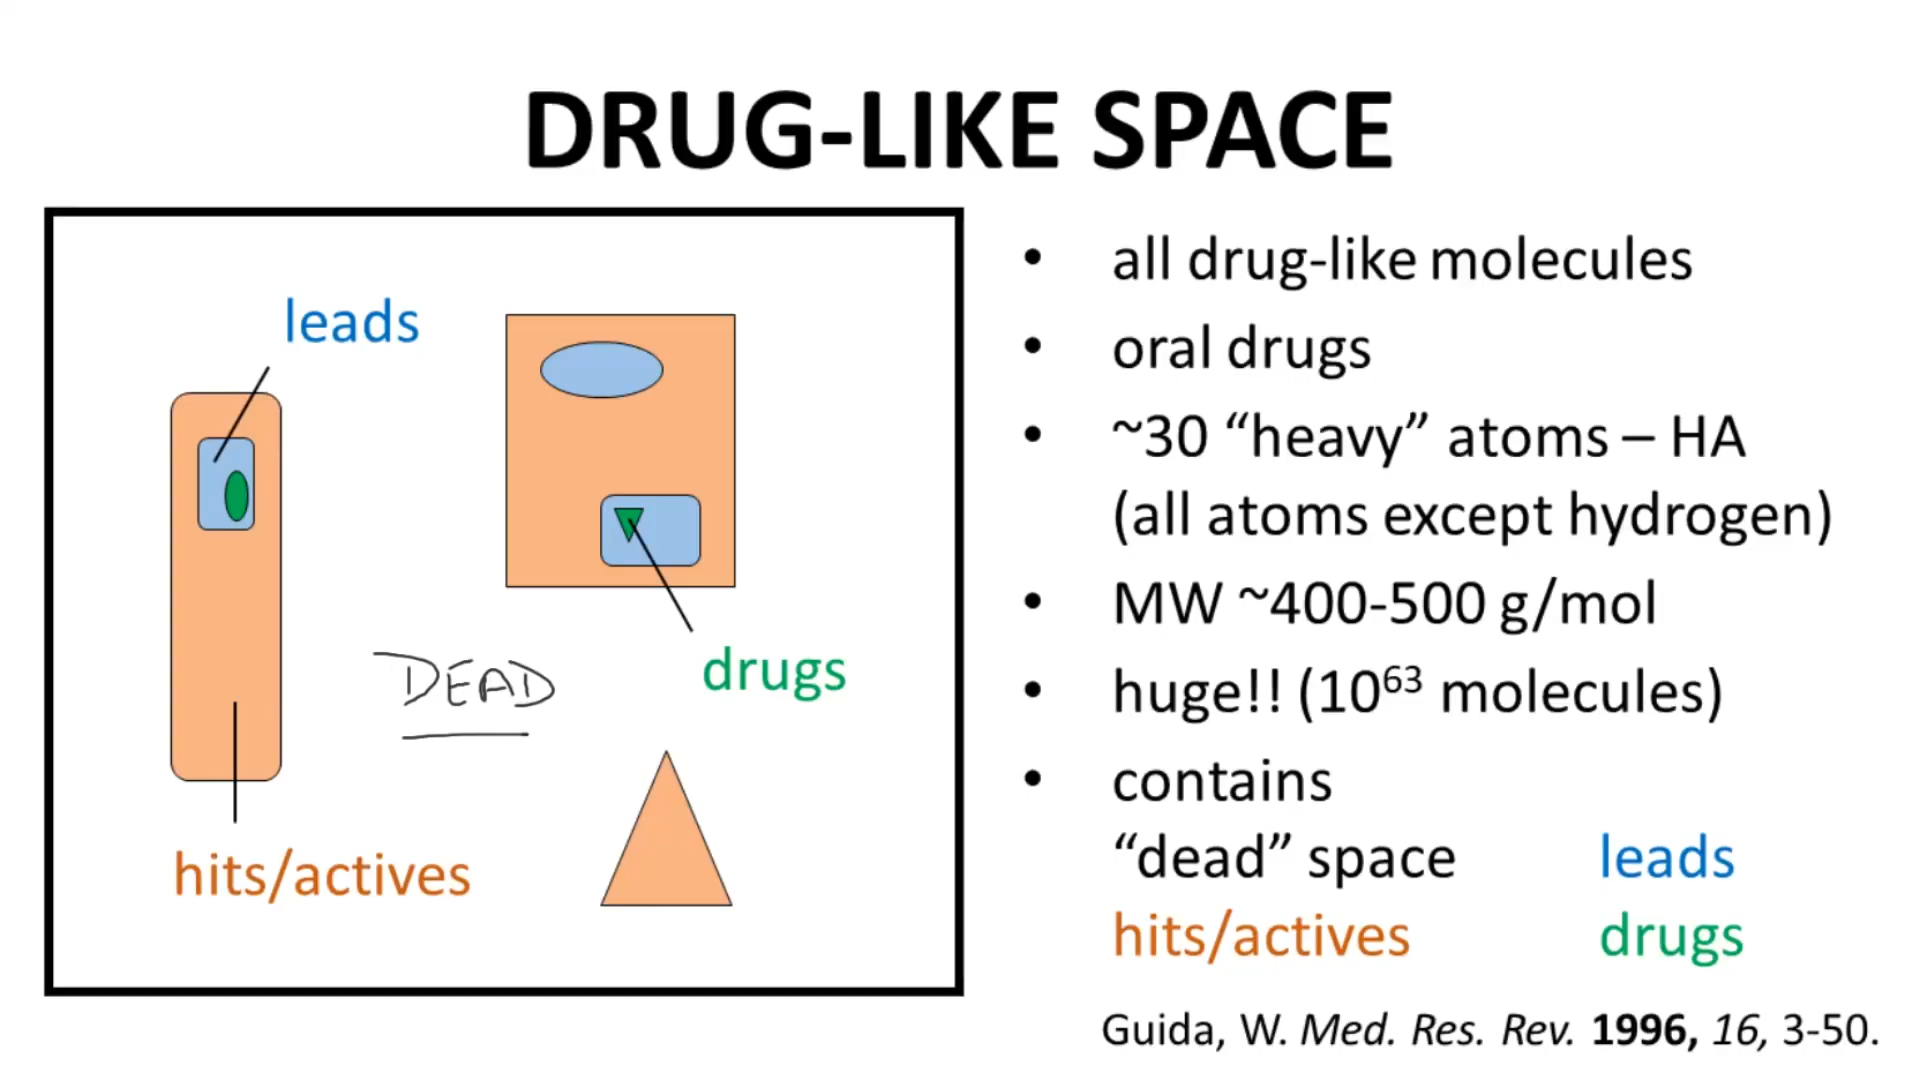 DRUG-LIKE SPACE
leads
drugs
DEAD
hits/actives
• all drug-like molecules
• oral drugs
• ~30 “heavy” atoms – HA
(all atoms except hydrogen)
• MW ~400-500 g/mol
• huge!! (10⁶³ molecules)
• contains
“dead” space leads
hits/actives drugs
Guida, W. Med. Res. Rev. 1996, 16, 3-50.